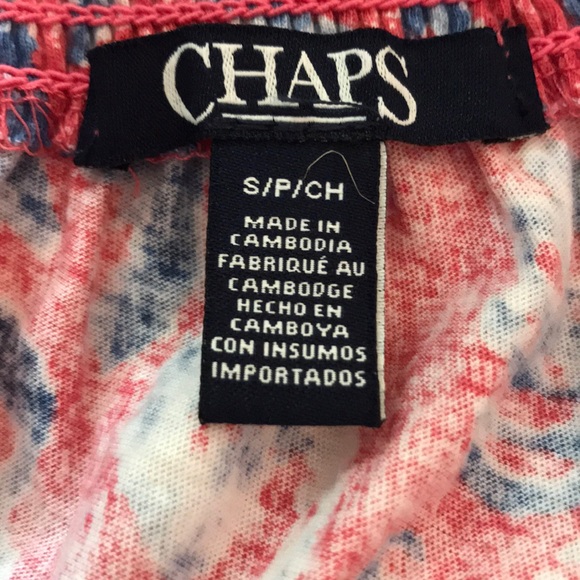 CHAPS
S/P/CH
MADE IN
CAMBODIA
FABRIQUÉ AU
CAMBODGE
HECHO EN
CAMBOYA
CON INSUMOS
IMPORTADOS